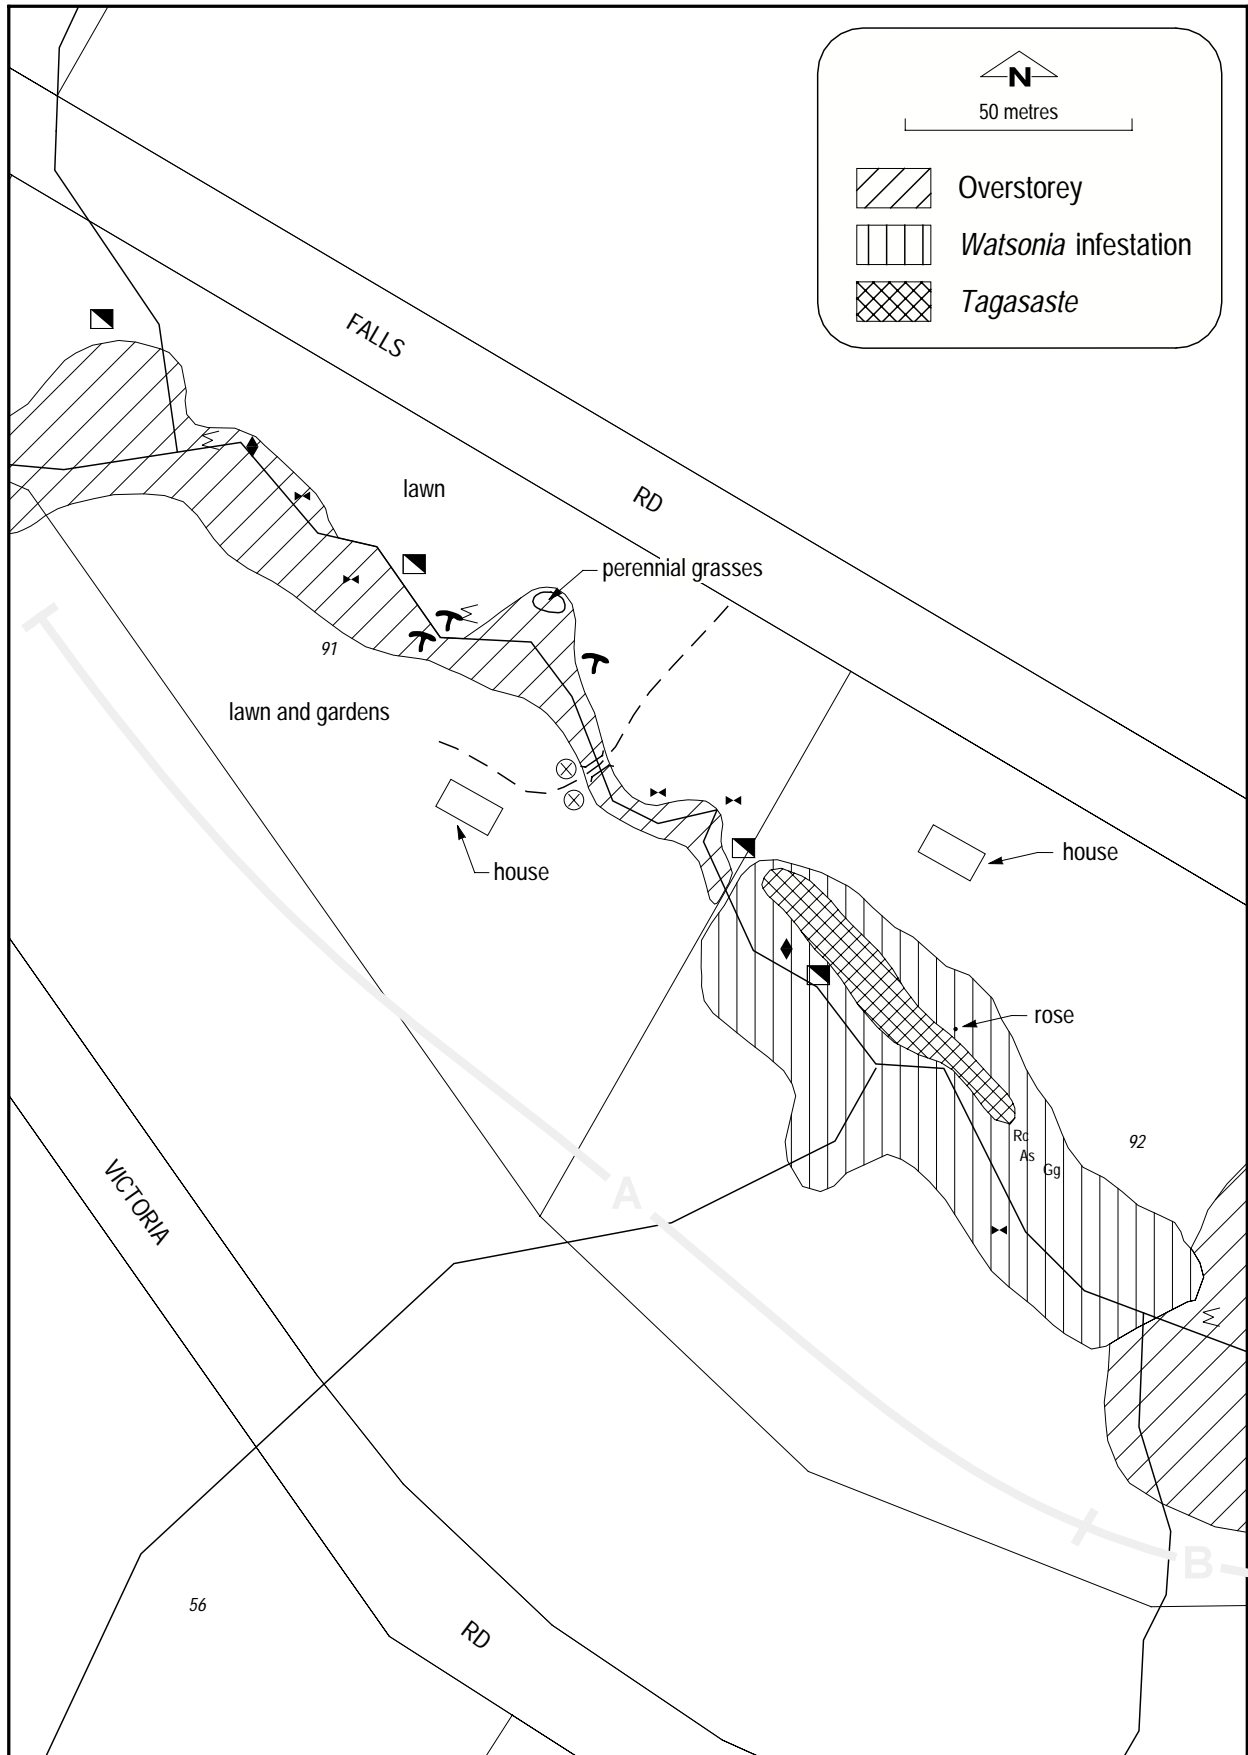 N
50 metres
Overstorey
Watsonia infestation
Tagasaste
FALLS
RD
lawn
perennial grasses
91
lawn and gardens
house
house
rose
Rc
As
Gg
92
A
VICTORIA
RD
B
56